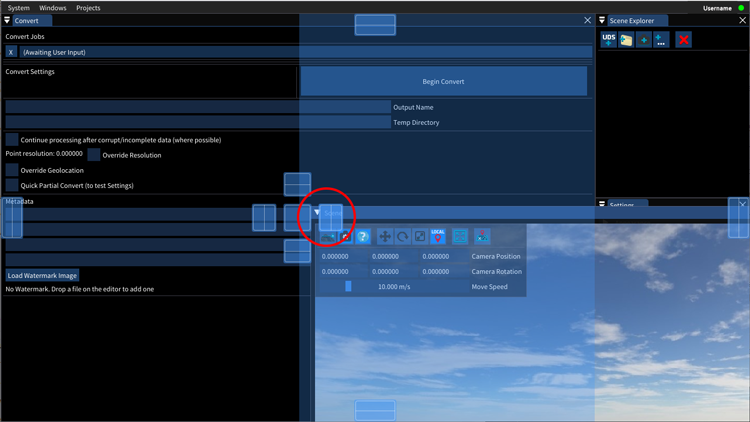 System Windows Projects Username
Convert Scene Explorer
Convert Jobs
X (Awaiting User Input)
UDS
Convert Settings
Begin Convert
Output Name
Temp Directory
Continue processing after corrupt/incomplete data (where possible)
Point resolution: 0.000000 Override Resolution
Override Geolocation
Quick Partial Convert (to test Settings)
Metadata
Settings
Scene
LOCAL
0.000000 0.000000 0.000000 Camera Position
0.000000 0.000000 0.000000 Camera Rotation
10.000 m/s Move Speed
Load Watermark Image
No Watermark. Drop a file on the editor to add one